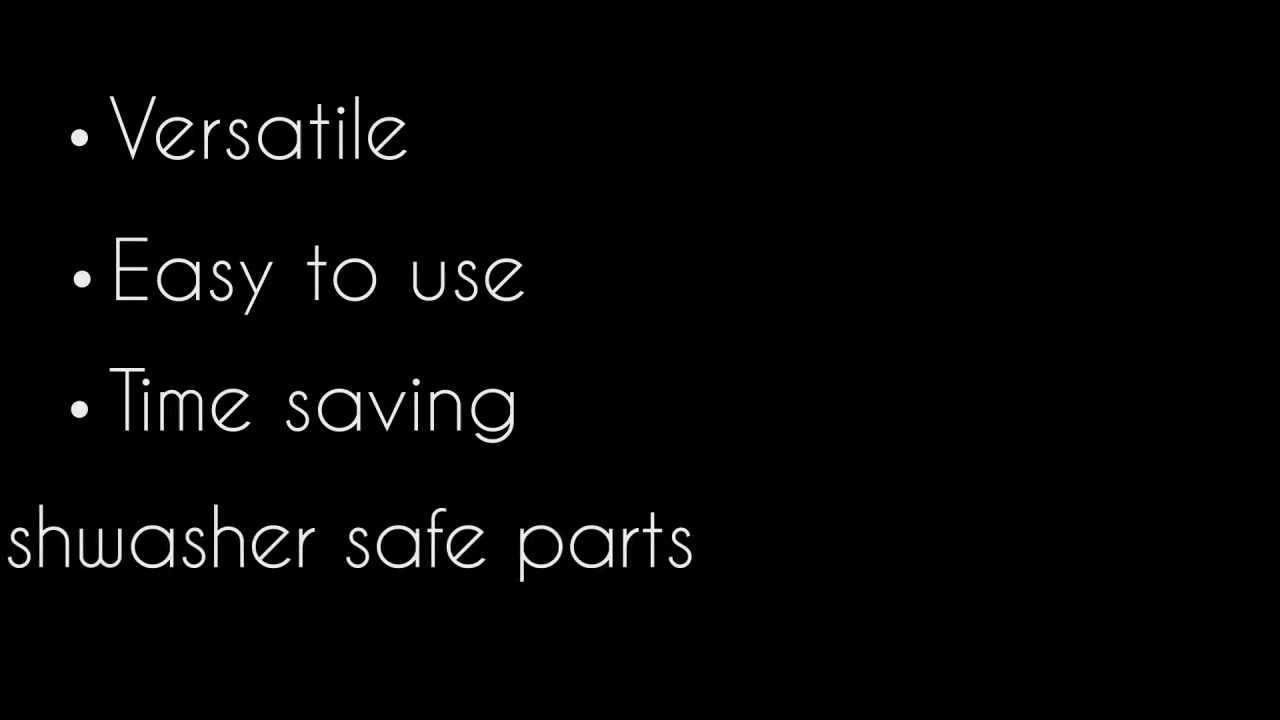 • Versatile
• Easy to use
• Time saving
shwasher safe parts